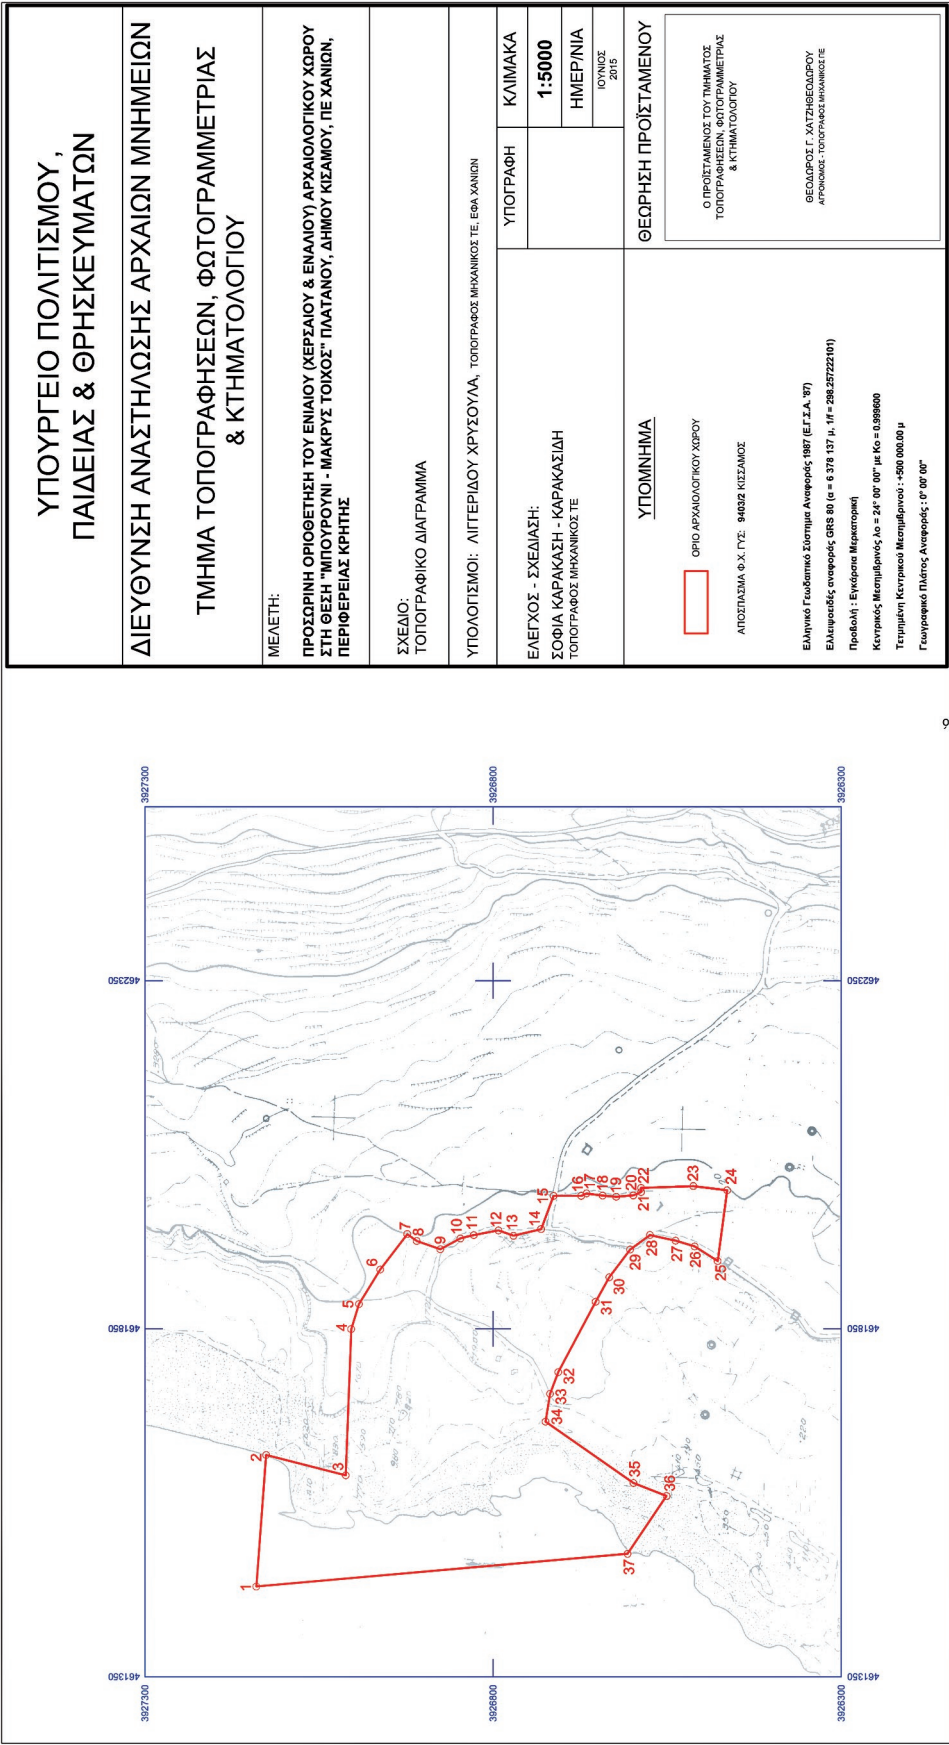 ΥΠΟΥΡΓΕΙΟ ΠΟΛΙΤΙΣΜΟΥ ,
ΠΑΙΔΕΙΑΣ & ΘΡΗΣΚΕΥΜΑΤΩΝ
ΔΙΕΥΘΥΝΣΗ ΑΝΑΣΤΗΛΩΣΗΣ ΑΡΧΑΙΩΝ ΜΝΗΜΕΙΩΝ
ΤΜΗΜΑ ΤΟΠΟΓΡΑΦΗΣΕΩΝ, ΦΩΤΟΓΡΑΜΜΕΤΡΙΑΣ
& ΚΤΗΜΑΤΟΛΟΓΙΟΥ
ΜΕΛΕΤΗ:
ΠΡΟΣΩΡΙΝΗ ΟΡΙΟΘΕΤΗΣΗ ΤΟΥ ΕΝΙΑΙΟΥ (ΧΕΡΣΑΙΟΥ & ΕΝΑΛΙΟΥ) ΑΡΧΑΙΟΛΟΓΙΚΟΥ ΧΩΡΟΥ
ΣΤΗ ΘΕΣΗ "ΜΠΟΥΡΟΥΝΙ - ΜΑΚΡΥΣ ΤΟΙΧΟΣ" ΠΛΑΤΑΝΟΥ, ΔΗΜΟΥ ΚΙΣΑΜΟΥ, ΠΕ ΧΑΝΙΩΝ,
ΠΕΡΙΦΕΡΕΙΑΣ ΚΡΗΤΗΣ
ΣΧΕΔΙΟ:
ΤΟΠΟΓΡΑΦΙΚΟ ΔΙΑΓΡΑΜΜΑ
ΥΠΟΛΟΓΙΣΜΟΙ: ΛΙΓΓΕΡΙΔΟΥ ΧΡΥΣΟΥΛΑ, ΤΟΠΟΓΡΑΦΟΣ ΜΗΧΑΝΙΚΟΣ ΤΕ, ΕΦΑ ΧΑΝΙΩΝ
ΕΛΕΓΧΟΣ - ΣΧΕΔΙΑΣΗ:
ΣΟΦΙΑ ΚΑΡΑΚΑΣΗ - ΚΑΡΑΚΑΣΙΔΗ
ΤΟΠΟΓΡΑΦΟΣ ΜΗΧΑΝΙΚΟΣ ΤΕ
ΥΠΟΓΡΑΦΗ
ΚΛΙΜΑΚΑ
1:5000
ΗΜΕΡ/ΝΙΑ
ΙΟΥΝΙΟΣ
2015
ΥΠΟΜΝΗΜΑ
ΟΡΙΟ ΑΡΧΑΙΟΛΟΓΙΚΟΥ ΧΩΡΟΥ
ΑΠΟΣΠΑΣΜΑ Φ.Χ. ΓΥΣ: 9403/2 ΚΙΣΣΑΜΟΣ
Ελληνικό Γεωδαιτικό Σύστημα Αναφοράς 1987 (Ε.Γ.Σ.Α. '87)
Ελλειψοειδές αναφοράς GRS 80 (α = 6 378 137 μ, 1/f = 298.257222101)
Προβολή : Εγκάρσια Μερκατορική
Κεντρικός Μεσημβρινός λο = 24° 00' 00" με Κο = 0.999600
Τετμημένη Κεντρικού Μεσημβρινού : +500 000.00 μ
Γεωγραφικό Πλάτος Αναφοράς : 0° 00' 00"
ΘΕΩΡΗΣΗ ΠΡΟΪΣΤΑΜΕΝΟΥ
Ο ΠΡΟΪΣΤΑΜΕΝΟΣ ΤΟΥ ΤΜΗΜΑΤΟΣ
ΤΟΠΟΓΡΑΦΗΣΕΩΝ, ΦΩΤΟΓΡΑΜΜΕΤΡΙΑΣ
& ΚΤΗΜΑΤΟΛΟΓΙΟΥ
ΘΕΟΔΩΡΟΣ Γ. ΧΑΤΖΗΘΕΟΔΩΡΟΥ
ΑΓΡΟΝΟΜΟΣ - ΤΟΠΟΓΡΑΦΟΣ ΜΗΧΑΝΙΚΟΣ ΠΕ
3927300
3926800
3926300
462350
462350
461850
461850
461350
461350
3927300
3926800
3926300
1
2
3
4
5
6
7
8
9
10
11
12
13
14
15
16
17
18
19
20
21
22
23
24
25
26
27
28
29
30
31
32
33
34
35
36
37